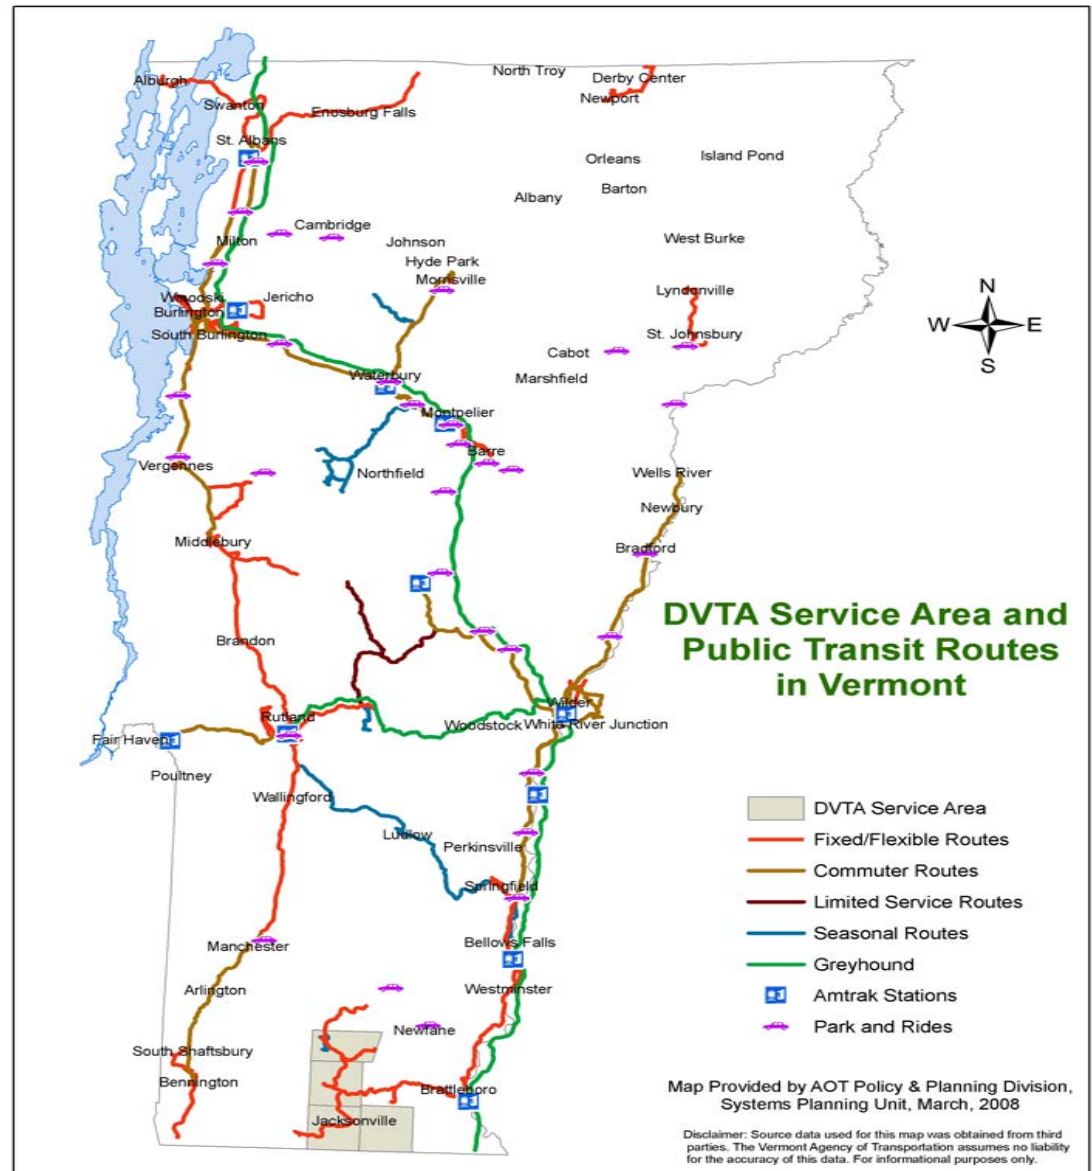 North Troy
Derby Center
Alburgh
Newport
Swanton
Enosburg Falls
St. Albans
Orleans
Island Pond
Barton
Albany
Cambridge
Milton
Johnson
West Burke
Hyde Park
Morrisville
Winooski
Jericho
Lyndonville
Burlington
South Burlington
St. Johnsbury
Cabot
Waterbury
Marshfield
Montpelier
Barre
Vergennes
Northfield
Wells River
Newbury
Middlebury
Bradford
Brandon
Wilder
Rutland
Woodstock
White River Junction
Fair Haven
Poultney
Wallingford
Ludlow
Perkinsville
Springfield
Manchester
Bellows Falls
Arlington
Westminster
Newfane
South Shaftsbury
Bennington
Brattleboro
Jacksonville
N
W
E
S
DVTA Service Area and
Public Transit Routes
in Vermont
DVTA Service Area
Fixed/Flexible Routes
Commuter Routes
Limited Service Routes
Seasonal Routes
Greyhound
Amtrak Stations
Park and Rides
Map Provided by AOT Policy & Planning Division,
Systems Planning Unit, March, 2008
Disclaimer: Source data used for this map was obtained from third
parties. The Vermont Agency of Transportation assumes no liability
for the accuracy of this data. For informational purposes only.